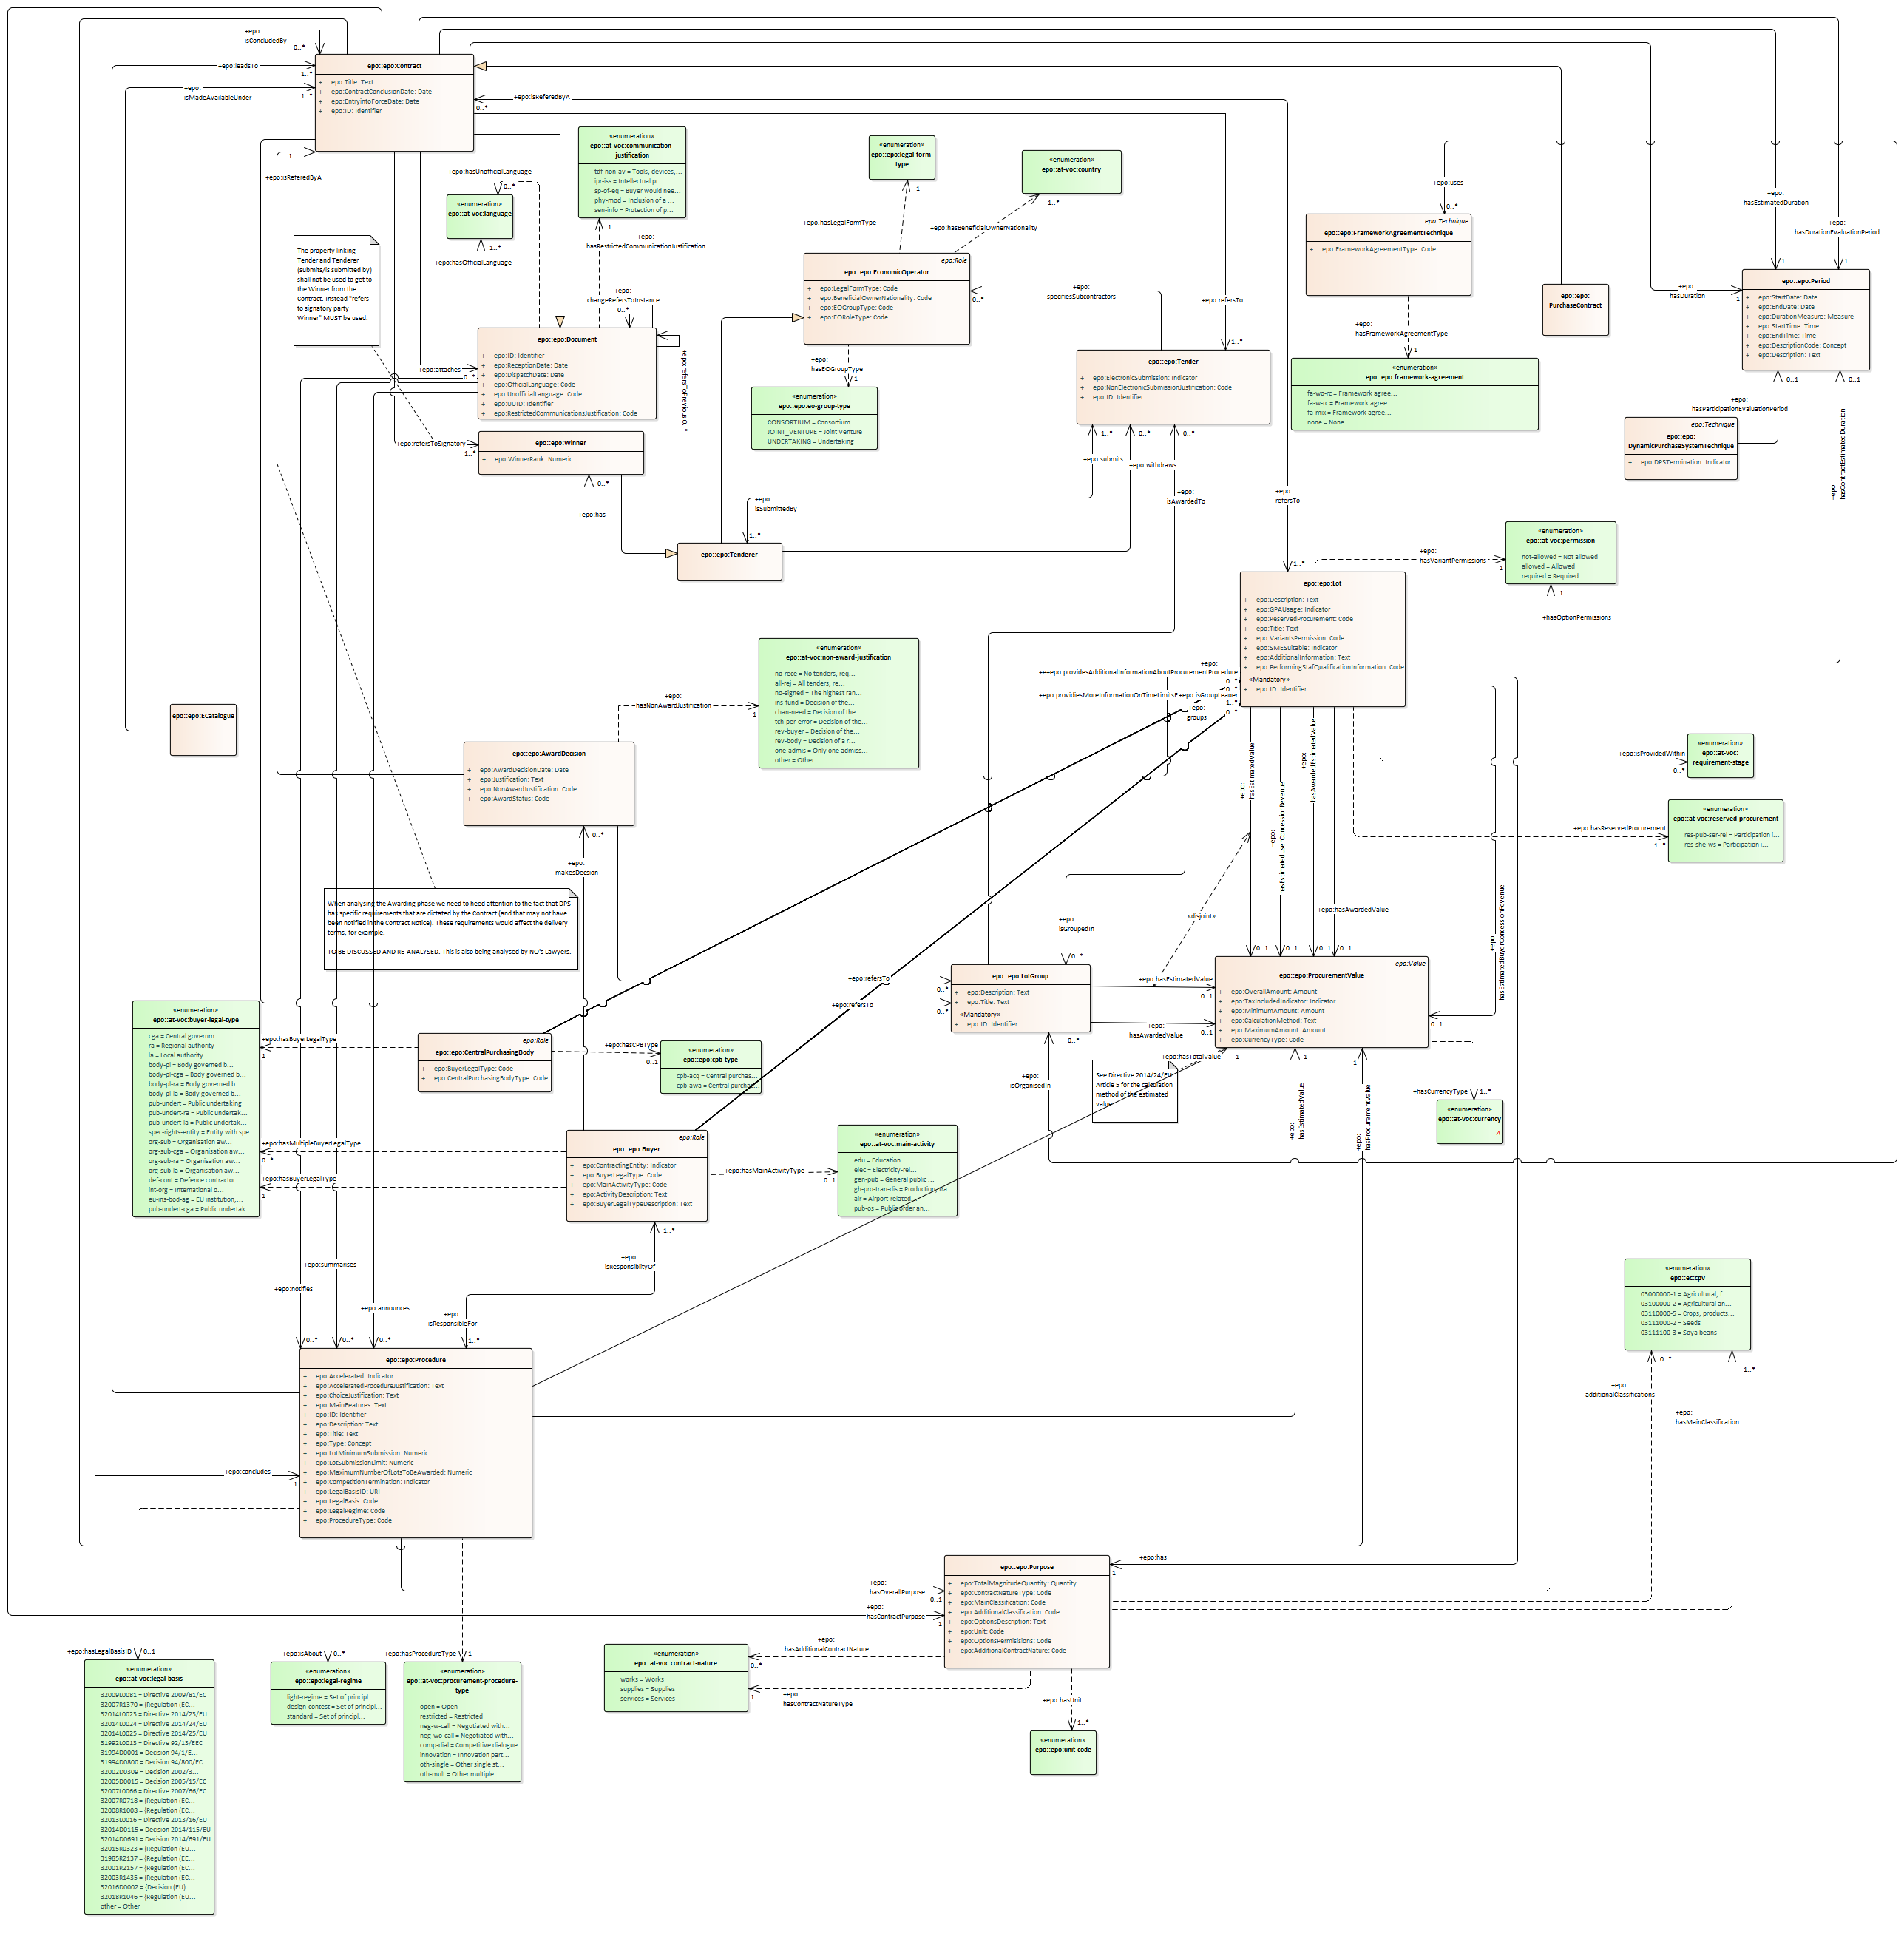 +epo:
isConcludedBy
0..*
+epo:leadsTo
1..*
+epo:
isMadeAvailableUnder
1..*
epo::epo:Contract
+ epo:Title: Text
+ epo:ContractConclusionDate: Date
+ epo:EntryintoForceDate: Date
+ epo:ID: Identifier
+epo:isReferedByA
0..*
1
+epo:isReferedByA
+epo:hasUnofficialLanguage
0..*
«enumeration»
epo::at-voc:language
1..*
+epo:hasOfficialLanguage
«enumeration»
epo::at-voc:communication-
justification
tdf-non-av = Tools, devices,...
ipr-iss = Intellectual pr...
sp-of-eq = Buyer would nee...
phy-mod = Inclusion of a ...
sen-info = Protection of p...
1
+epo:
hasRestrictedCommunicationJustification
«enumeration»
epo::epo:legal-form-
type
1
+epo.hasLegalFormType
«enumeration»
epo::at-voc:country
1..*
+epo:hasBeneficialOwnerNationality
+epo:uses
0..*
epo:Technique
epo::epo:FrameworkAgreementTechnique
+ epo:FrameworkAgreementType: Code
+epo:
hasFrameworkAgreementType
1
«enumeration»
epo::epo:framework-agreement
fa-wo-rc = Framework agree...
fa-w-rc = Framework agree...
fa-mix = Framework agree...
none = None
+epo:
hasEstimatedDuration
1
+epo:
hasDurationEvaluationPeriod
1
epo::epo:
PurchaseContract
+epo:
hasDuration
1
epo::epo:Period
+ epo:StartDate: Date
+ epo:EndDate: Date
+ epo:DurationMeasure: Measure
+ epo:StartTime: Time
+ epo:EndTime: Time
+ epo:DescriptionCode: Concept
+ epo:Description: Text
0..1
0..1
+epo:
hasParticipationEvaluationPeriod
epo:Technique
epo::epo:
DynamicPurchaseSystemTechnique
+ epo:DPSTermination: Indicator
+epo:
hasContractEstimatedDuration
The property linking
Tender and Tenderer
(submits/is submitted by)
shall not be used to get to
the Winner from the
Contract. Instead "refers
to signatory party
Winner" MUST be used.
epo:Role
epo::epo:EconomicOperator
+ epo:LegalFormType: Code
+ epo:BeneficialOwnerNationality: Code
+ epo:EOGroupType: Code
+ epo:EORoleType: Code
0..*
+epo:
specifiesSubcontractors
+epo:refersTo
1..*
+epo:
changeRefersToInstance
0..*
epo::epo:Document
+ epo:ID: Identifier
+ epo:ReceptionDate: Date
+ epo:DispatchDate: Date
+ epo:OfficialLanguage: Code
+ epo:UnofficialLanguage: Code
+ epo:UUID: Identifier
+ epo:RestrictedCommunicationsJustification: Code
+epo:refersToPrevious
0..*
+epo:attaches
0..*
+epo:
hasEOGroupType
1
«enumeration»
epo::epo:eo-group-type
CONSORTIUM = Consortium
JOINT_VENTURE = Joint Venture
UNDERTAKING = Undertaking
epo::epo:Tender
+ epo:ElectronicSubmission: Indicator
+ epo:NonElectronicSubmissionJustification: Code
+ epo:ID: Identifier
1..*
0..*
0..*
+epo:submits
+epo:withdraws
+epo:
isAwardedTo
+epo:refersToSignatory
1..*
epo::epo:Winner
+ epo:WinnerRank: Numeric
0..*
+epo:has
+epo:
isSubmittedBy
1..*
epo::epo:Tenderer
+epo:
refersTo
1..*
epo::epo:Lot
+ epo:Description: Text
+ epo:GPAUsage: Indicator
+ epo:ReservedProcurement: Code
+ epo:Title: Text
+ epo:VariantsPermission: Code
+ epo:SMESuitable: Indicator
+ epo:AdditionalInformation: Text
+ epo:PerformingStafQualificationInformation: Code
«Mandatory»
+ epo:ID: Identifier
+epo:
hasVariantPermissions
1
«enumeration»
epo::at-voc:permission
not-allowed = Not allowed
allowed = Allowed
required = Required
1
+epo:hasOptionPermissions
«enumeration»
epo::at-voc:non-award-justification
no-rece = No tenders, req...
all-rej = All tenders, re...
no-signed = The highest ran...
ins-fund = Decision of the...
chan-need = Decision of the...
tch-per-error = Decision of the...
rev-buyer = Decision of the...
rev-body = Decision of a r...
one-admis = Only one admiss...
other = Other
+epo:
hasNonAwardJustification
1
+epo:
0..*
0..*
1..*
0..*
+epo:isGroupLeader
+epo:
groups
epo::epo:ECatalogue
epo::epo:AwardDecision
+ epo:AwardDecisionDate: Date
+ epo:Justification: Text
+ epo:NonAwardJustification: Code
+ epo:AwardStatus: Code
0..*
+epo:
makesDecsion
+epo:
hasEstimatedValue
+epo:
hasEstimatedUserConcessionRevenue
+epo:
hasAwardedEstimatedValue
+epo:hasAwardedValue
+epo:isProvidedWithin
0..*
«enumeration»
epo::at-voc:
requirement-stage
+epo:hasReservedProcurement
1..*
«enumeration»
epo::at-voc:reserved-procurement
res-pub-ser-rei = Participation i...
res-she-ws = Participation i...
+epo:
hasEstimatedBuyerConcessionRevenue
When analysing the Awarding phase we need to heed attention to the fact that DPS
has specific requirements that are dictated by the Contract (and that may not have
been notified in the Contract Notice). These requirements would affect the delivery
terms, for example.
TO BE DISCUSSED AND RE-ANALYSED. This is also being analysed by NO's Lawyers.
«disjoint»
+epo:
isGroupedIn
0..*
0..1
0..1
0..1
0..1
+epo:refersTo
0..*
+epo:refersTo
0..*
epo::epo:LotGroup
+ epo:Description: Text
+ epo:Title: Text
«Mandatory»
+ epo:ID: Identifier
0..*
+epo:
isOrganisedIn
+epo:hasEstimatedValue
0..1
+epo:
hasAwardedValue
0..1
epo:Value
epo::epo:ProcurementValue
+ epo:OverallAmount: Amount
+ epo:TaxIncludedIndicator: Indicator
+ epo:MinimumAmount: Amount
+ epo:CalculationMethod: Text
+ epo:MaximumAmount: Amount
+ epo:CurrencyType: Code
0..1
+epo:hasTotalValue
1
1
See Directive 2014/24/EU
Article 5 for the calculation
method of the estimated
value.
+epo:
hasEstimatedValue
+epo:
hasProcurementValue
1
+epo:hasCurrencyType
1..*
«enumeration»
epo::at-voc:currency
«enumeration»
epo::at-voc:buyer-legal-type
cga = Central governm...
ra = Regional authority
la = Local authority
body-pl = Body governed b...
body-pl-cga = Body governed b...
body-pl-ra = Body governed b...
body-pl-la = Body governed b...
pub-undert = Public undertaking
pub-undert-ra = Public undertak...
pub-undert-la = Public undertak...
spec-rights-entity = Entity with spe...
org-sub = Organisation aw...
org-sub-cga = Organisation aw...
org-sub-ra = Organisation aw...
org-sub-la = Organisation aw...
def-cont = Defence contractor
int-org = International o...
eu-ins-bod-ag = EU institution,...
pub-undert-cga = Public undertak...
+epo:hasBuyerLegalType
1
epo:Role
epo::epo:CentralPurchasingBody
+ epo:BuyerLegalType: Code
+ epo:CentralPurchasingBodyType: Code
+epo:hasCPBType
0..1
«enumeration»
epo::epo:cpb-type
cpb-acq = Central purchas...
cpb-awa = Central purchas...
+epo:hasMultipleBuyerLegalType
0..*
+epo:hasBuyerLegalType
1
epo:Role
epo::epo:Buyer
+ epo:ContractingEntity: Indicator
+ epo:BuyerLegalType: Code
+ epo:MainActivityType: Code
+ epo:ActivityDescription: Text
+ epo:BuyerLegalTypeDescription: Text
+epo:hasMainActivityType
0..1
«enumeration»
epo::at-voc:main-activity
edu = Education
elec = Electricity-rel...
gen-pub = General public ...
gh-pro-tran-dis = Production, tra...
air = Airport-related...
pub-os = Public order an...
1..*
+epo:
isResponsiblityOf
+epo:summarises
+epo:notifies
+epo:announces
+epo:
isResponsibleFor
0..*
0..*
0..*
1..*
epo::epo:Procedure
+ epo:Accelerated: Indicator
+ epo:AcceleratedProcedureJustification: Text
+ epo:ChoiceJustification: Text
+ epo:MainFeatures: Text
+ epo:ID: Identifier
+ epo:Description: Text
+ epo:Title: Text
+ epo:Type: Concept
+ epo:LotMinimumSubmission: Numeric
+ epo:LotSubmissionLimit: Numeric
+ epo:MaximumNumberOfLotsToBeAwarded: Numeric
+ epo:CompetitionTermination: Indicator
+ epo:LegalBasisID: URI
+ epo:LegalBasis: Code
+ epo:LegalRegime: Code
+ epo:ProcedureType: Code
+epo:concludes
1
«enumeration»
epo::ec:cpv
03000000-1 = Agricultural, f...
03100000-2 = Agricultural an...
03110000-5 = Crops, products...
03111000-2 = Seeds
03111100-3 = Soya beans
....
0..*
1..*
+epo:
additionalClassifications
+epo:
hasMainClassification
+epo:has
1
+epo:
hasOverallPurpose
0..1
+epo:
hasContractPurpose
1
epo::epo:Purpose
+ epo:TotalMagnitudeQuantity: Quantity
+ epo:ContractNatureType: Code
+ epo:MainClassification: Code
+ epo:AdditionalClassification: Code
+ epo:OptionsDescription: Text
+ epo:Unit: Code
+ epo:OptionsPermisisions: Code
+ epo:AdditionalContractNature: Code
+epo:
hasAdditionalContractNature
0..*
+epo:
hasContractNatureType
1
«enumeration»
epo::at-voc:contract-nature
works = Works
supplies = Supplies
services = Services
+epo:hasUnit
1..*
«enumeration»
epo::epo:unit-code
+epo:hasLegalBasisID
0..1
«enumeration»
epo::at-voc:legal-basis
32009L0081 = Directive 2009/81/EC
32007R1370 = (Regulation (EC...
32014L0023 = Directive 2014/23/EU
32014L0024 = Directive 2014/24/EU
32014L0025 = Directive 2014/25/EU
31992L0013 = Directive 92/13/EEC
31994D0001 = Decision 94/1/E...
31994D0800 = Decision 94/800/EC
32002D0309 = Decision 2002/3...
32005D0015 = Decision 2005/15/EC
32007L0066 = Directive 2007/66/EC
32007R0718 = (Regulation (EC...
32008R1008 = (Regulation (EC...
32013L0016 = Directive 2013/16/EU
32014D0115 = Decision 2014/115/EU
32014D0691 = Decision 2014/691/EU
32015R0323 = (Regulation (EU...
31985R2137 = (Regulation (EE...
32001R2157 = (Regulation (EC...
32003R1435 = (Regulation (EC...
32016D0002 = (Decision (EU) ...
32018R1046 = (Regulation (EU...
other = Other
+epo:isAbout
0..*
«enumeration»
epo::epo:legal-regime
light-regime = Set of principl...
design-contest = Set of principl...
standard = Set of principl...
+epo:hasProcedureType
1
«enumeration»
epo::at-voc:procurement-procedure-
type
open = Open
restricted = Restricted
neg-w-call = Negotiated with...
neg-wo-call = Negotiated with...
comp-dial = Competitive dialogue
innovation = Innovation part...
oth-single = Other single st...
oth-mult = Other multiple ...